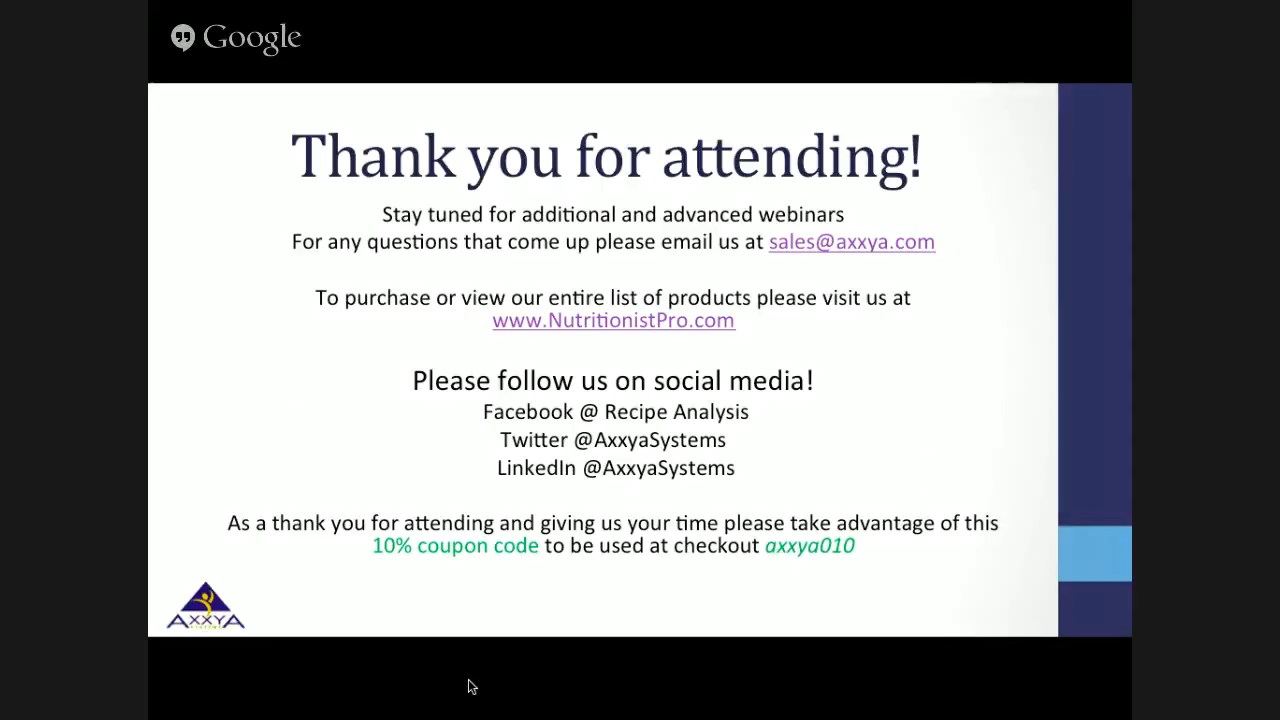 Google
Thank you for attending!
Stay tuned for additional and advanced webinars
For any questions that come up please email us at sales@axxya.com
To purchase or view our entire list of products please visit us at
www.NutritionistPro.com
Please follow us on social media!
Facebook @ Recipe Analysis
Twitter @AxxyaSystems
LinkedIn @AxxyaSystems
As a thank you for attending and giving us your time please take advantage of this
10% coupon code to be used at checkout axxya010
AXXYA